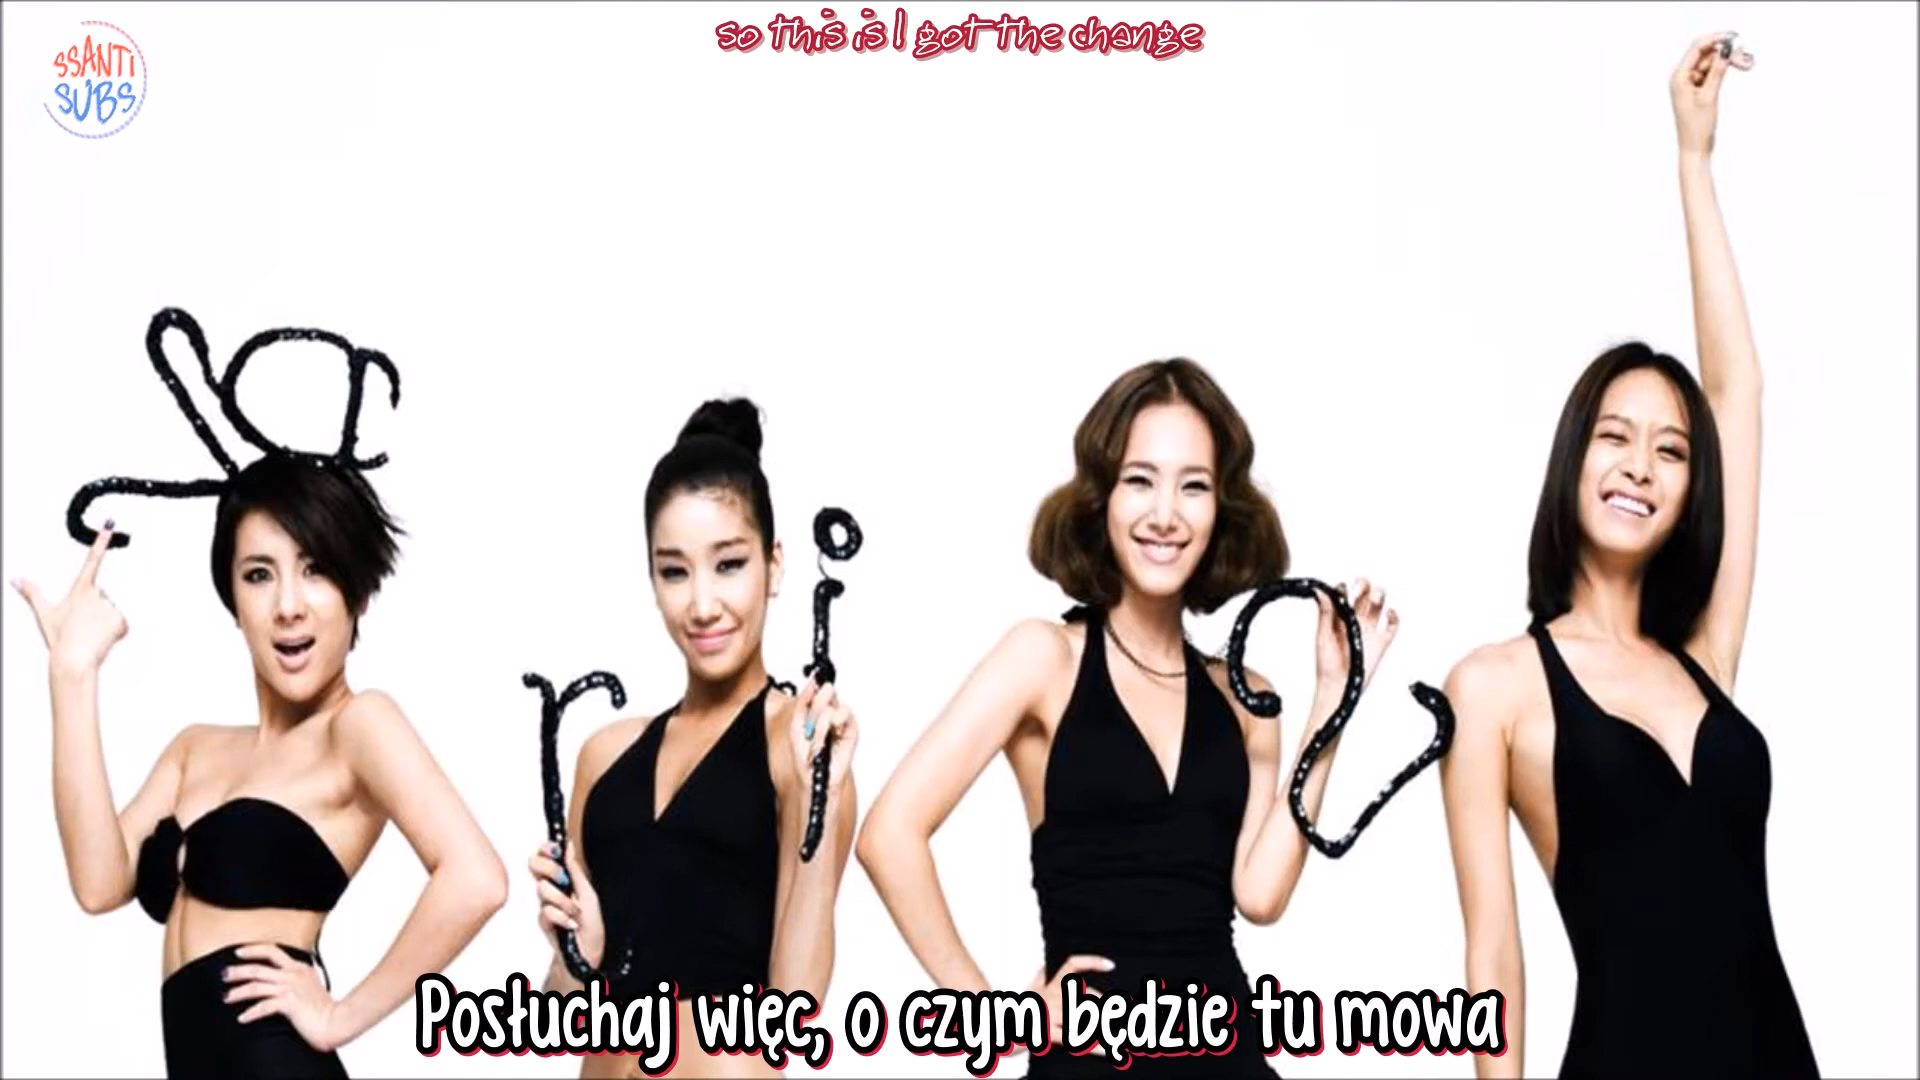 so this is I got the change
SSANTI
SUBS
Posłuchaj więc, o czym będzie tu mowa